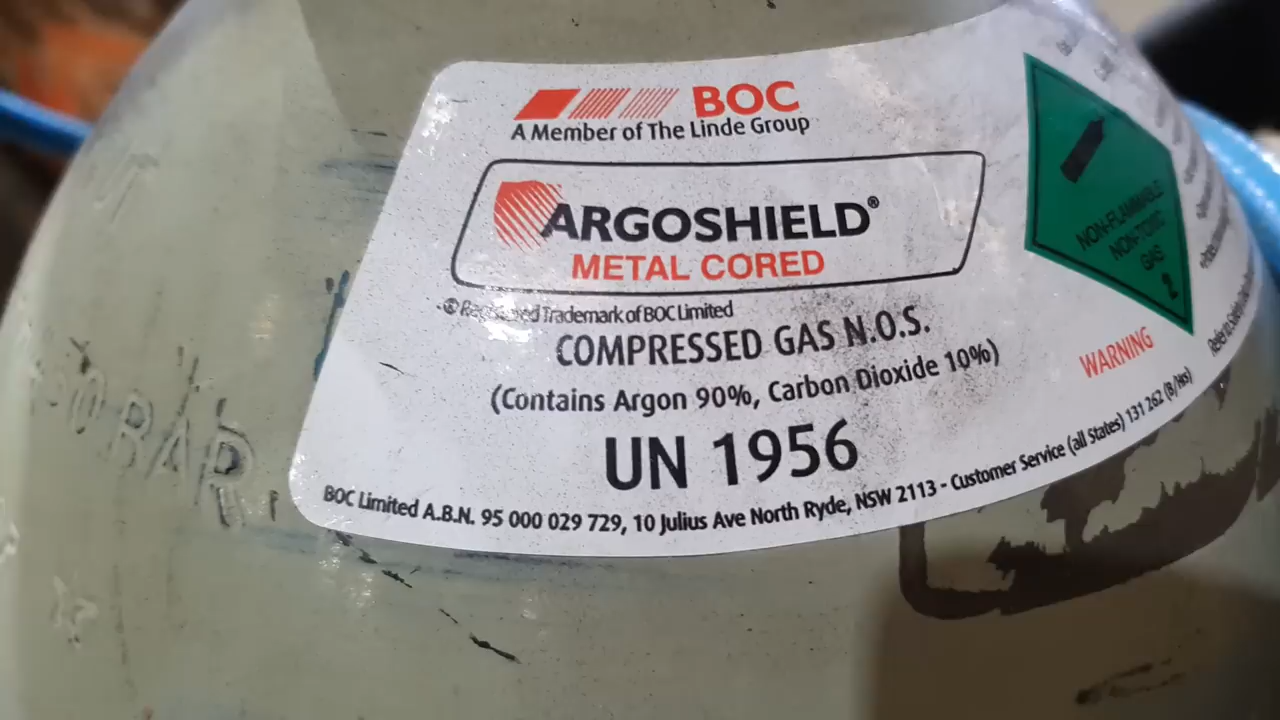 BOC
A Member of The Linde Group
ARGOSHIELD®
METAL CORED
® Registered Trademark of BOC Limited
COMPRESSED GAS N.O.S.
(Contains Argon 90%, Carbon Dioxide 10%)
UN 1956
BOC Limited A.B.N. 95 000 029 729, 10 Julius Ave North Ryde, NSW 2113 - Customer Service (all States) 131 262 (B/Hrs)
NON-FLAMMABLE
NON-TOXIC
GAS
2
WARNING
BAR